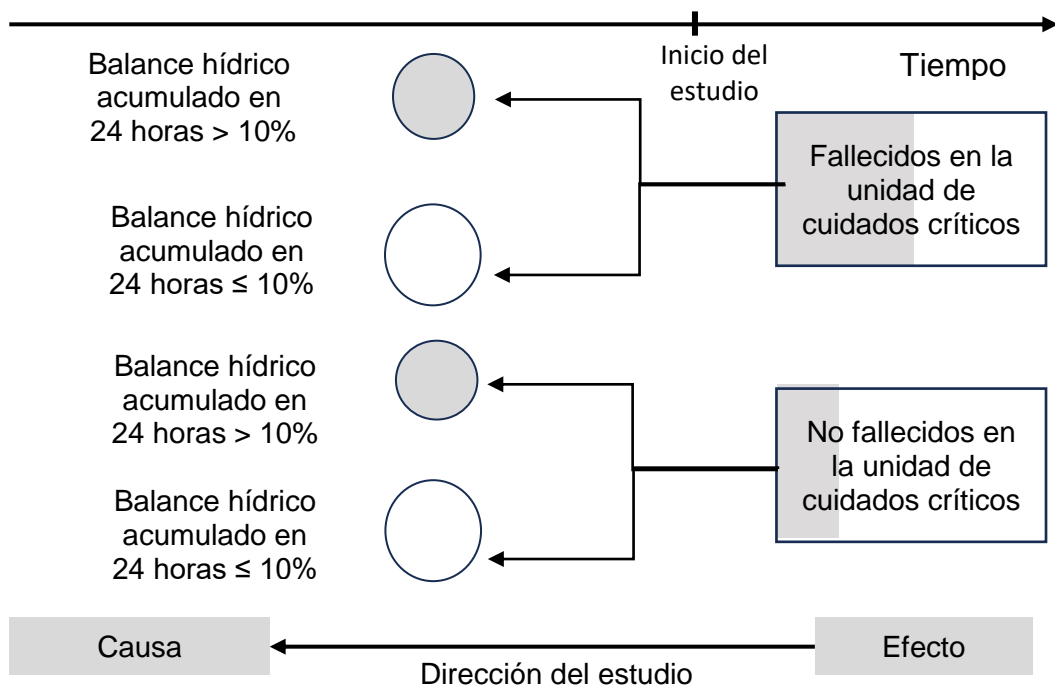 Inicio del
estudio
Tiempo
Balance hídrico
acumulado en
24 horas > 10%
Fallecidos en la
unidad de
cuidados críticos
Balance hídrico
acumulado en
24 horas ≤ 10%
Balance hídrico
acumulado en
24 horas > 10%
No fallecidos en
la unidad de
cuidados críticos
Balance hídrico
acumulado en
24 horas ≤ 10%
Causa
Dirección del estudio
Efecto